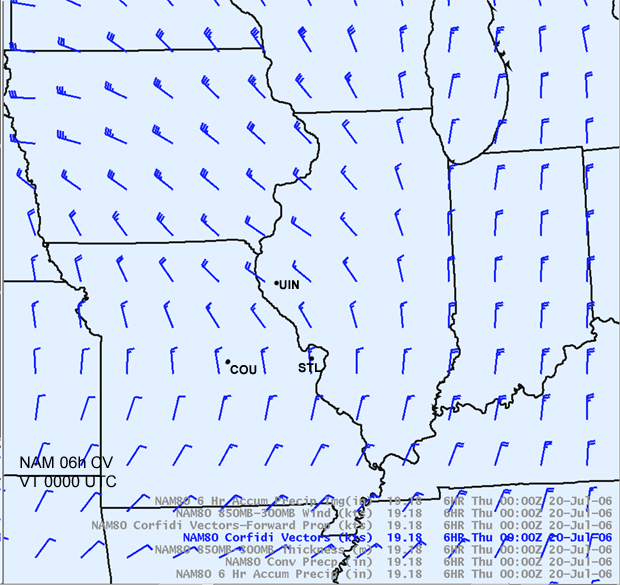 UIN
COU
STL
NAM 06h CV
VT 0000 UTC
NAM80 6 Hr Accum Precip Img(in) 19.18 6HR Thu 00:00Z 20-Jul-06
NAM80 850MB-300MB Wind (kts) 19.18 6HR Thu 00:00Z 20-Jul-06
NAM80 Corfidi Vectors-Forward Prop (kts) 19.18 6HR Thu 00:00Z 20-Jul-06
NAM80 Corfidi Vectors (kts) 19.18 6HR Thu 00:00Z 20-Jul-06
NAM80 850MB-300MB Thickness (m) 19.18 6HR Thu 00:00Z 20-Jul-06
NAM80 Conv Precp (in) 19.18 6HR Thu 00:00Z 20-Jul-06
NAM80 6 Hr Accum Precip (in) 19.18 6HR Thu 00:00Z 20-Jul-06